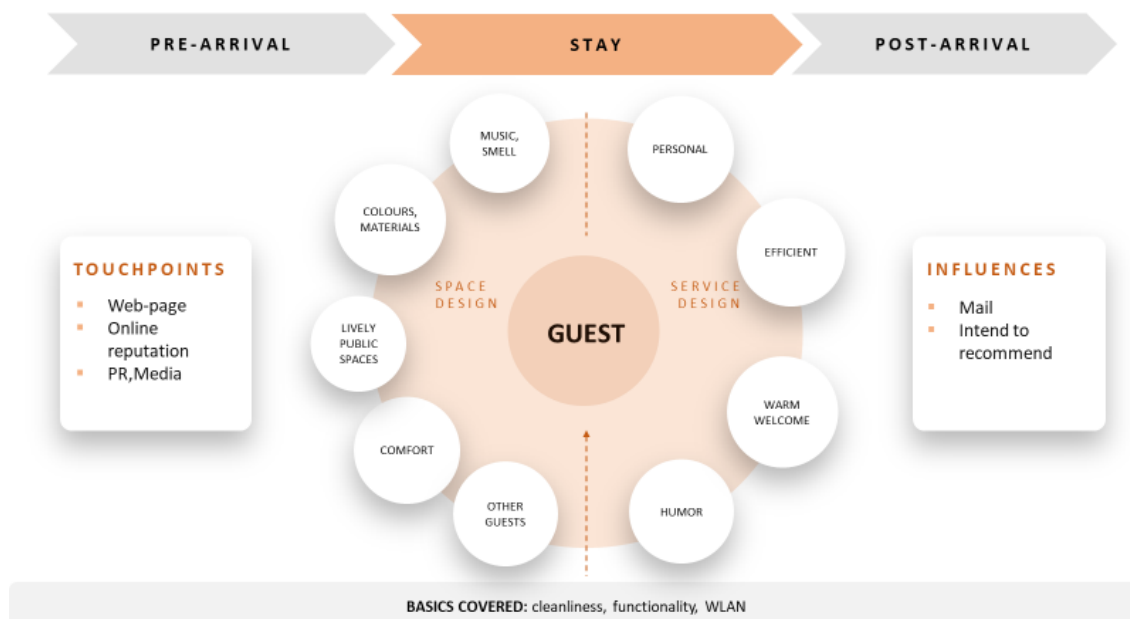 PRE-ARRIVAL
STAY
POST-ARRIVAL
TOUCHPOINTS
Web-page
Online
reputation
PR,Media
MUSIC,
SMELL
COLOURS,
MATERIALS
LIVELY
PUBLIC
SPACES
COMFORT
OTHER
GUESTS
SPACE
DESIGN
GUEST
SERVICE
DESIGN
PERSONAL
EFFICIENT
WARM
WELCOME
HUMOR
INFLUENCES
Mail
Intend to
recommend
BASICS COVERED: cleanliness, functionality, WLAN